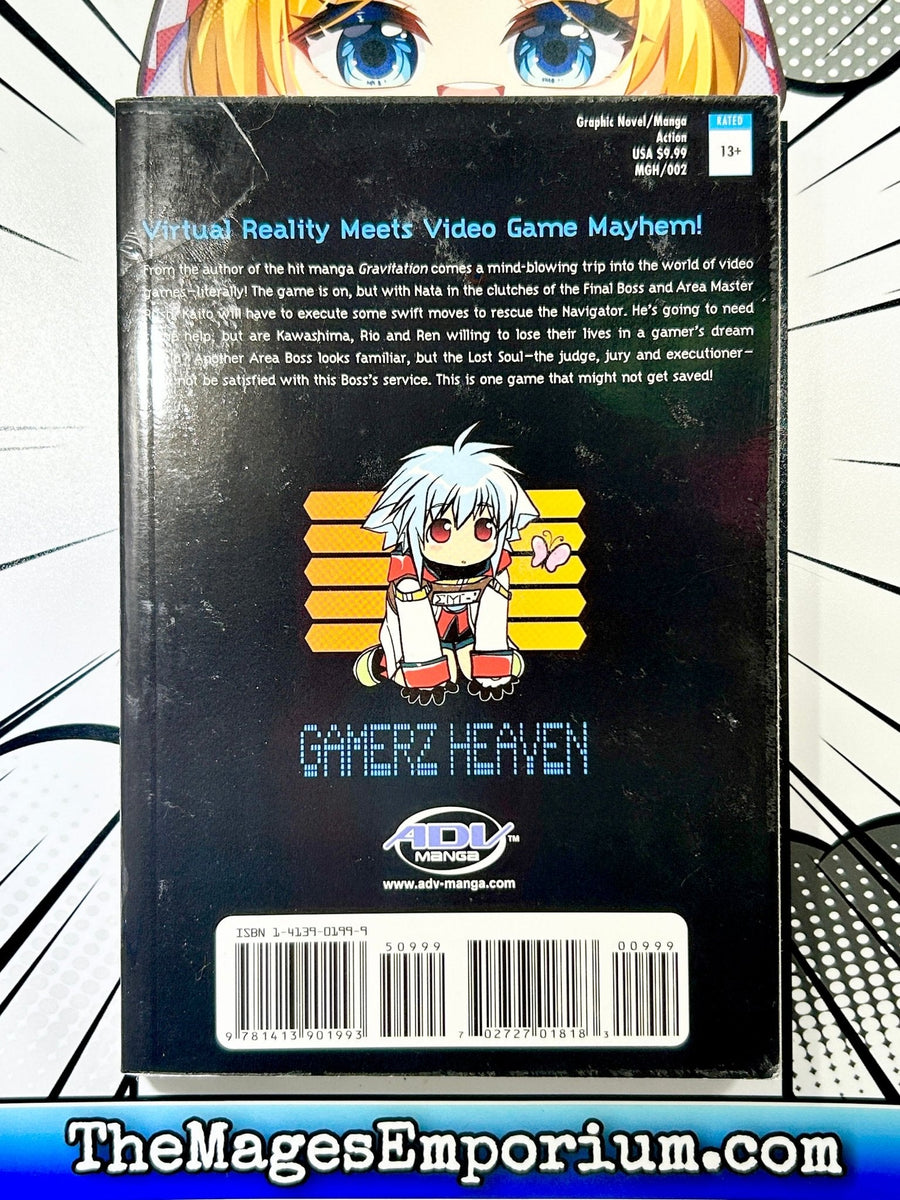 Graphic Novel/Manga
Action
USA $9.99
MGH/002
RATED
13+
Virtual Reality Meets Video Game Mayhem!
From the author of the hit manga Gravitation comes a mind-blowing trip into the world of video
games—literally! The game is on, but with Nata in the clutches of the Final Boss and Area Master
Rush, Kaito will have to execute some swift moves to rescue the Navigator. He's going to need
help, but are Kawashima, Rio and Ren willing to lose their lives in a gamer's dream
Another Area Boss looks familiar, but the Lost Soul—the judge, jury and executioner—
not be satisfied with this Boss's service. This is one game that might not get saved!
GAMERZ HEAVEN
ADV
MANGA
TM
www.adv-manga.com
ISBN 1-4139-0199-9
50999
00999
9 781413 901993
7 02727 01818 3
TheMagesEmporium.com